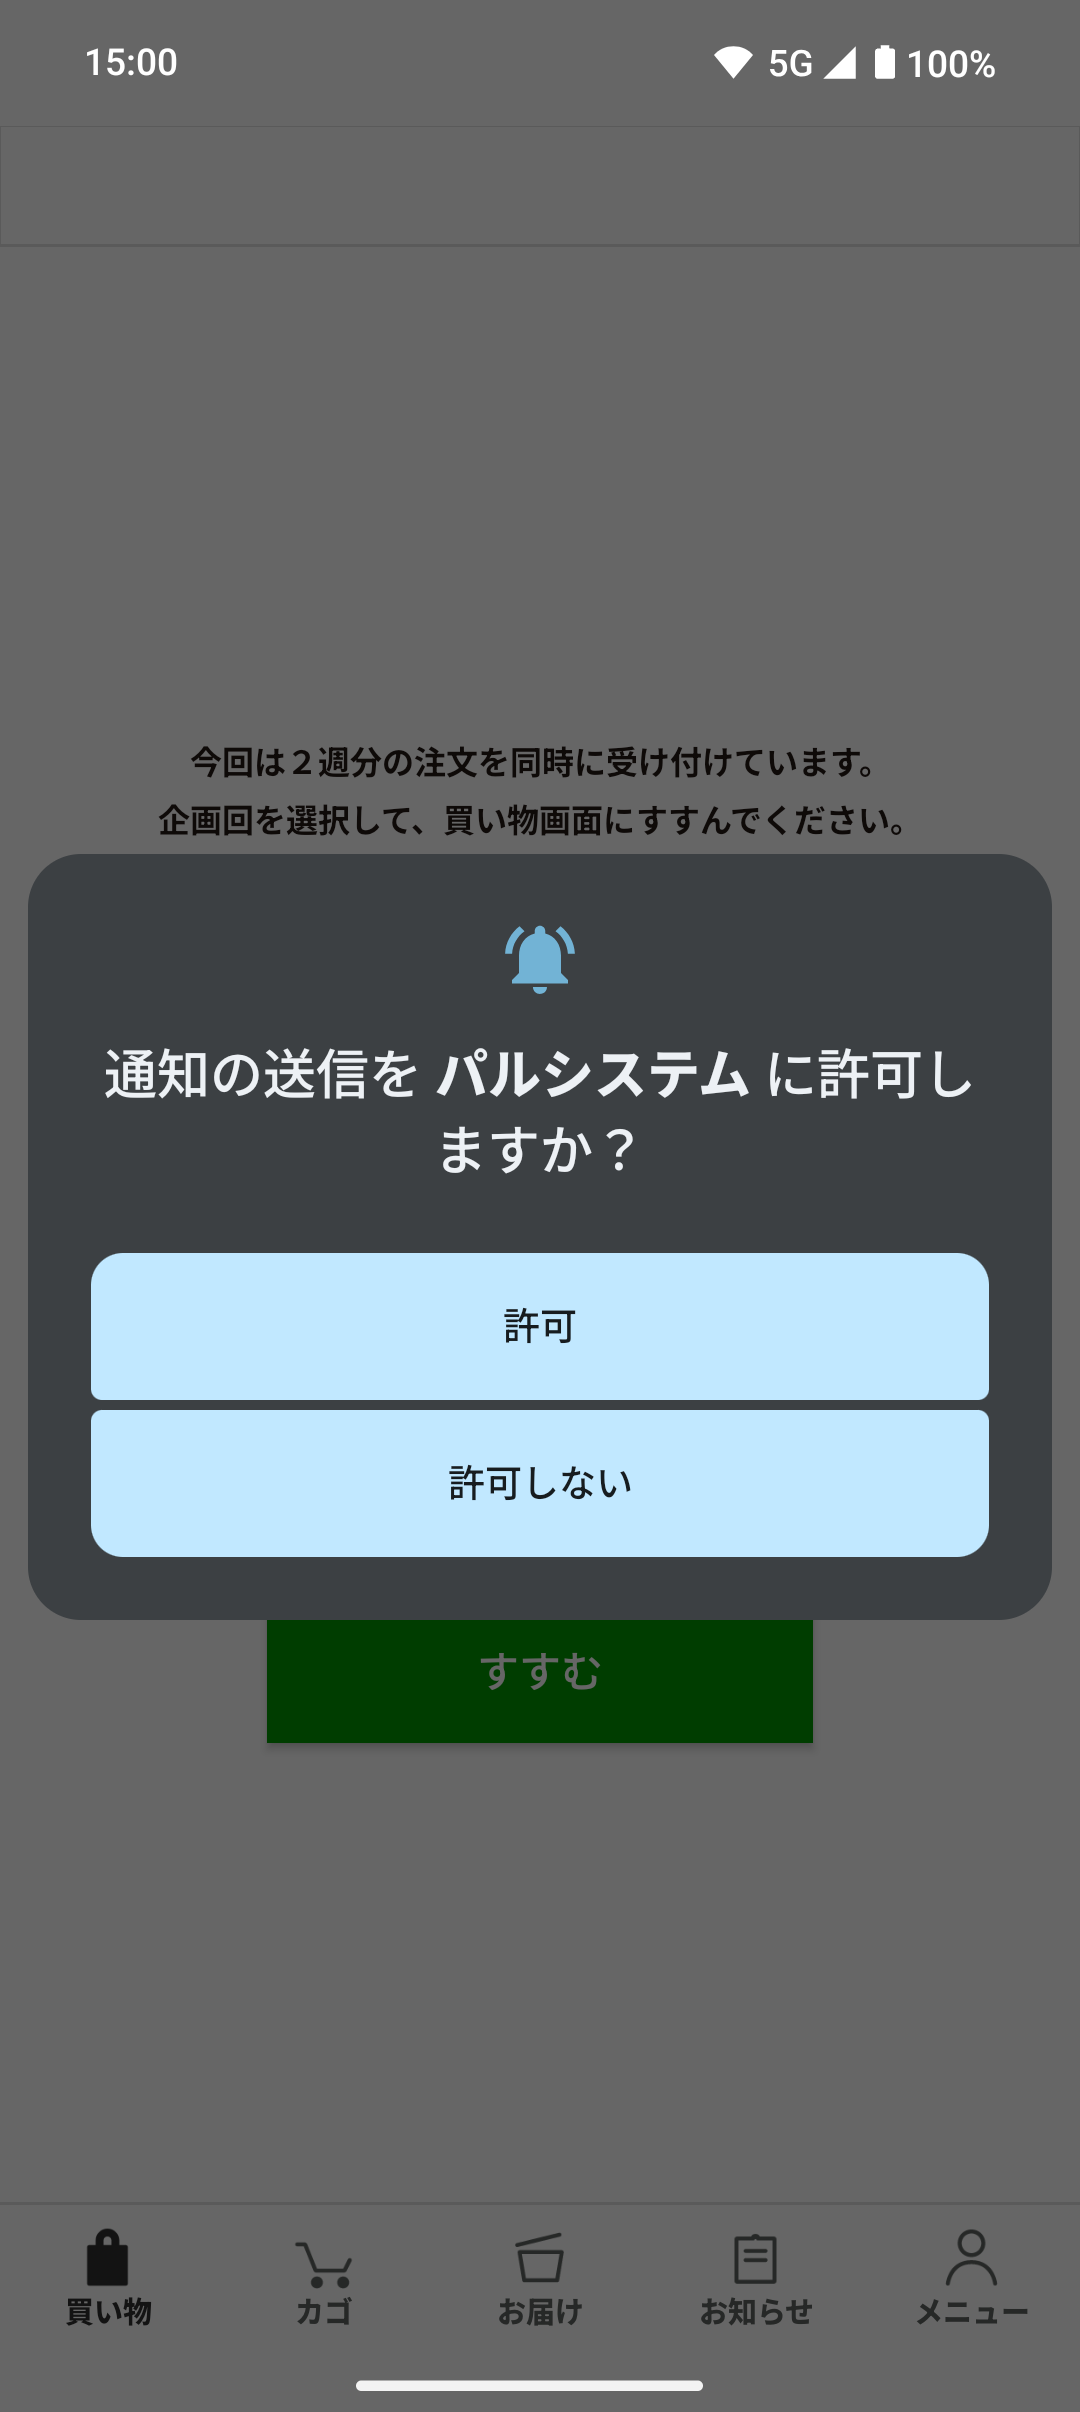 15:00
5G
100%
今回は２週分の注文を同時に受け付けています。
企画回を選択して、買い物画面にすすんでください。
通知の送信を パルシステム に許可し
ますか？
許可
許可しない
すすむ
買い物
カゴ
お届け
お知らせ
メニュー